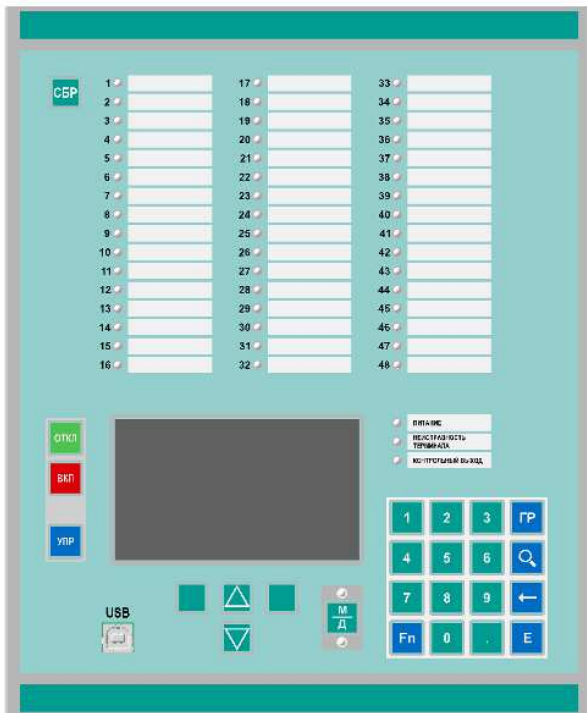 СБР
1 17 33
2 18 34
3 19 35
4 20 36
5 21 37
6 22 38
7 23 39
8 24 40
9 25 41
10 26 42
11 27 43
12 28 44
13 29 45
14 30 46
15 31 47
16 32 48
ПИТАНИЕ
НЕИСПРАВНОСТЬ
ТЕРМИНАЛА
КОНТРОЛЬНЫЙ ВЫХОД
ОТКЛ
ВКЛ
УПР
1 2 3 ГР
4 5 6
7 8 9 ←
Fn 0 . E
М
Д
USB